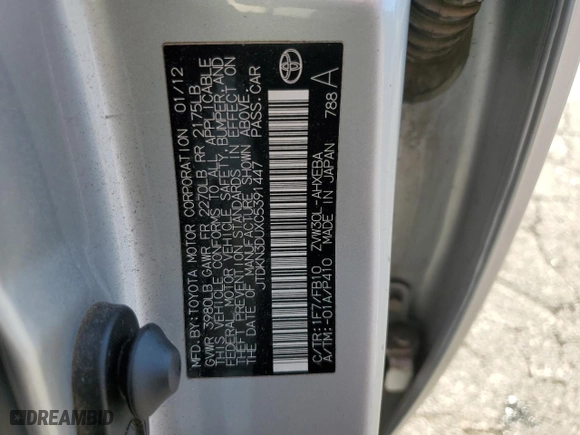 MFD.BY:TOYOTA MOTOR CORPORATION 01/12
GVWR 3980LB GAWR FR 2270LB RR 2175LB
THIS VEHICLE CONFORMS TO ALL APPLICABLE
FEDERAL MOTOR VEHICLE SAFETY, BUMPER, AND
THEFT PREVENTION STANDARDS IN EFFECT ON
THE DATE OF MANUFACTURE SHOWN ABOVE.
JTDKN3DUXC5391447 PASS.CAR
C/TR:1F7/FB10 ZVW30L-AHXEBA
A/TM:-01A/P410 MADE IN JAPAN
788 A
DREAMBID